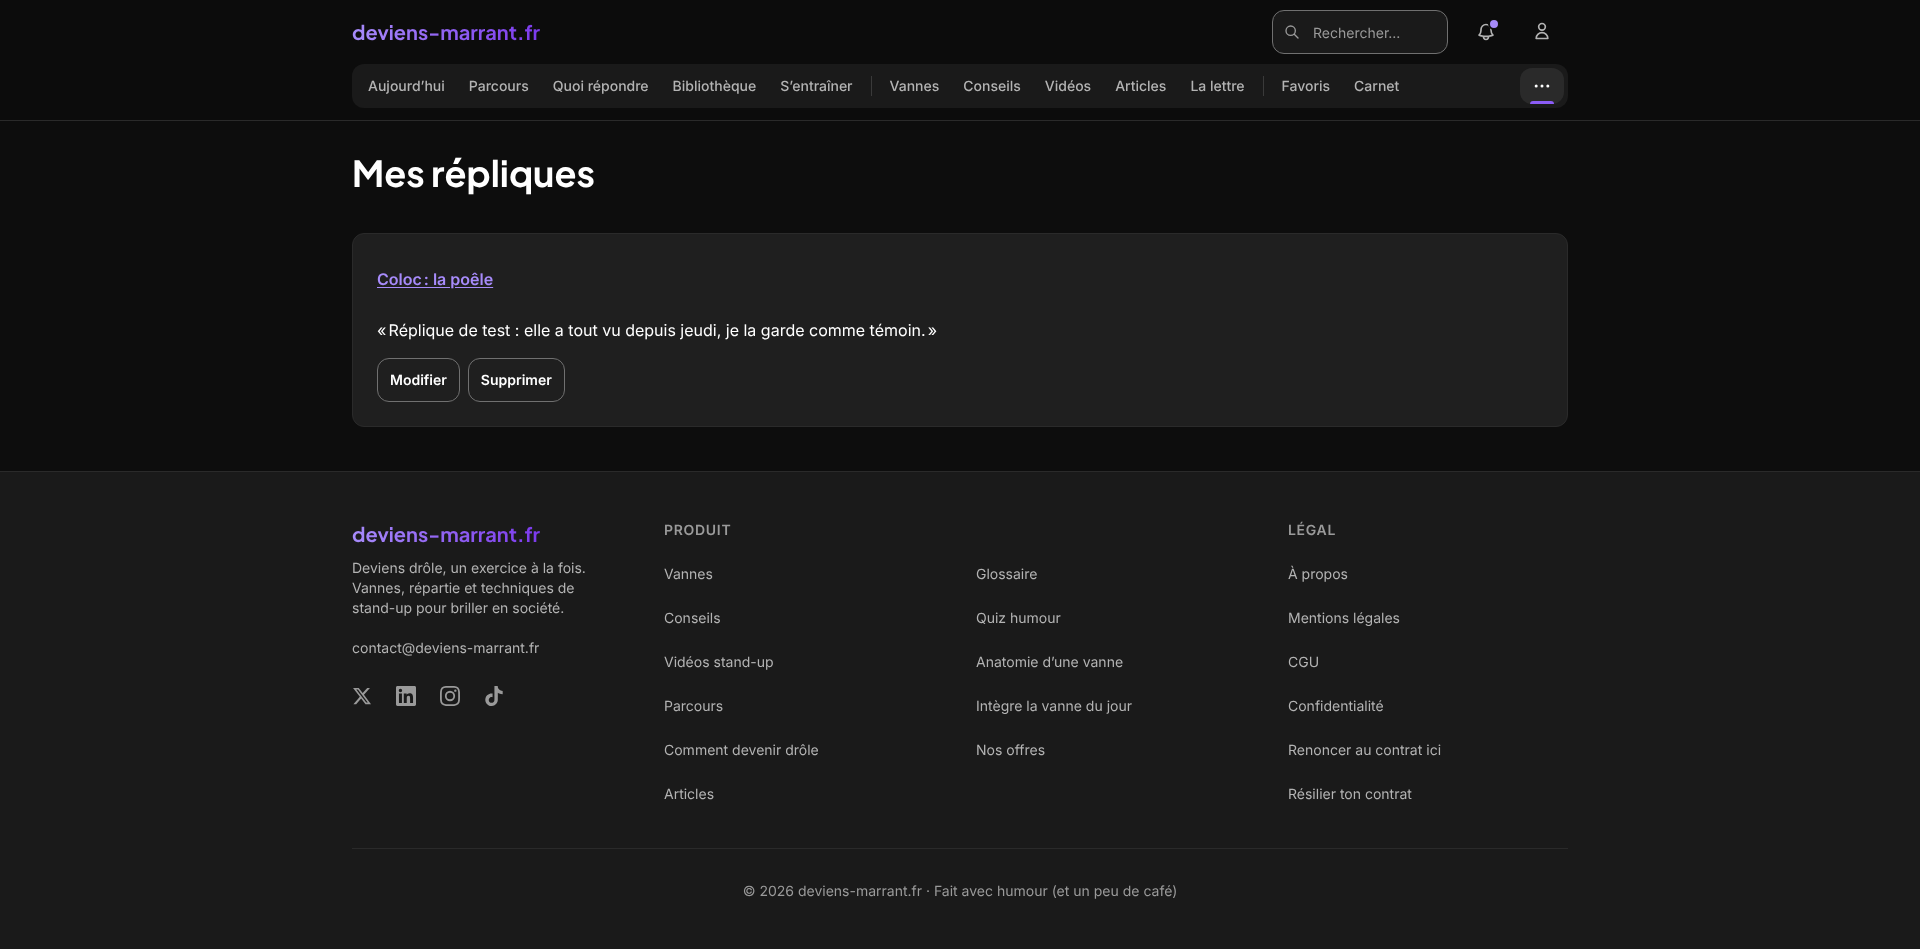 deviens-marrant.fr
Rechercher...
Aujourd’hui Parcours Quoi répondre Bibliothèque S’entraîner Vannes Conseils Vidéos Articles La lettre Favoris Carnet
Mes répliques
Coloc : la poêle
« Réplique de test : elle a tout vu depuis jeudi, je la garde comme témoin. »
Modifier Supprimer
deviens-marrant.fr
Deviens drôle, un exercice à la fois.
Vannes, répartie et techniques de
stand-up pour briller en société.
contact@deviens-marrant.fr
PRODUIT
Vannes
Conseils
Vidéos stand-up
Parcours
Comment devenir drôle
Articles
Glossaire
Quiz humour
Anatomie d’une vanne
Intègre la vanne du jour
Nos offres
LÉGAL
À propos
Mentions légales
CGU
Confidentialité
Renoncer au contrat ici
Résilier ton contrat
© 2026 deviens-marrant.fr · Fait avec humour (et un peu de café)